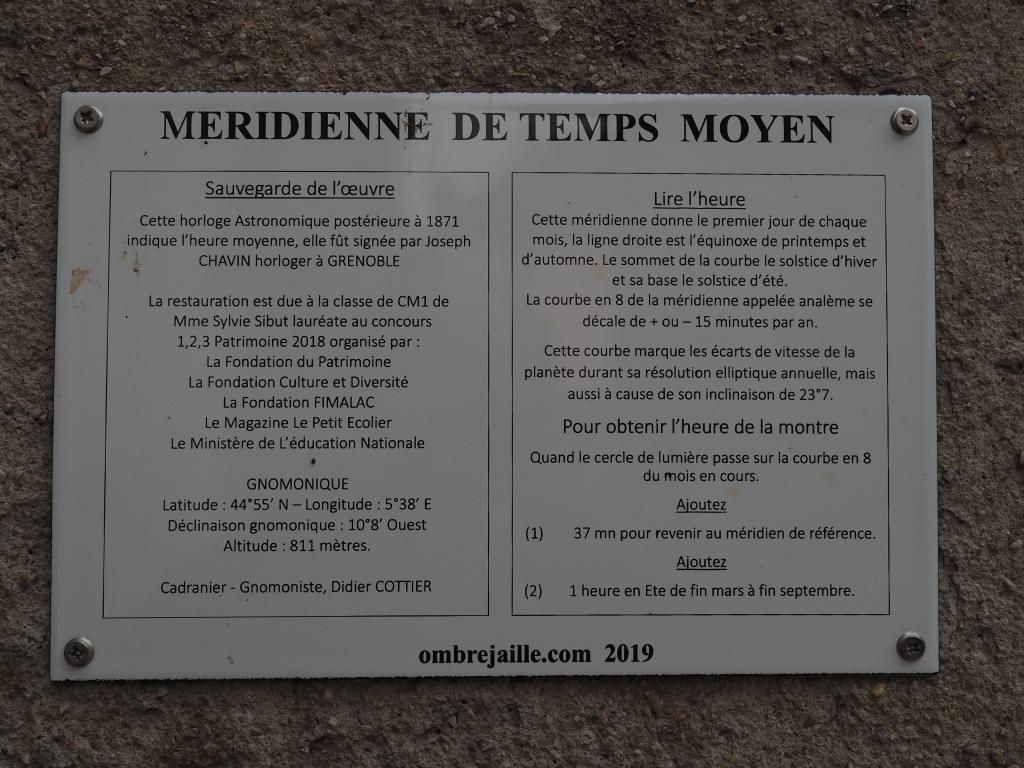 MERIDIENNE DE TEMPS MOYEN
Sauvegarde de l'œuvre
Cette horloge Astronomique postérieure à 1871
indique l'heure moyenne, elle fût signée par Joseph
CHAVIN horloger à GRENOBLE
La restauration est due à la classe de CM1 de
Mme Sylvie Sibut lauréate au concours
1,2,3 Patrimoine 2018 organisé par :
La Fondation du Patrimoine
La Fondation Culture et Diversité
La Fondation FIMALAC
Le Magazine Le Petit Ecolier
Le Ministère de L'éducation Nationale
GNOMONIQUE
Latitude : 44°55' N – Longitude : 5°38' E
Déclinaison gnomonique : 10°8' Ouest
Altitude : 811 mètres.
Cadranier - Gnomoniste, Didier COTTIER
Lire l'heure
Cette méridienne donne le premier jour de chaque
mois, la ligne droite est l'équinoxe de printemps et
d'automne. Le sommet de la courbe le solstice d'hiver
et sa base le solstice d'été.
La courbe en 8 de la méridienne appelée analème se
décale de + ou – 15 minutes par an.
Cette courbe marque les écarts de vitesse de la
planète durant sa résolution elliptique annuelle, mais
aussi à cause de son inclinaison de 23°7.
Pour obtenir l'heure de la montre
Quand le cercle de lumière passe sur la courbe en 8
du mois en cours.
Ajoutez
(1) 37 mn pour revenir au méridien de référence.
Ajoutez
(2) 1 heure en Ete de fin mars à fin septembre.
ombrejaille.com 2019